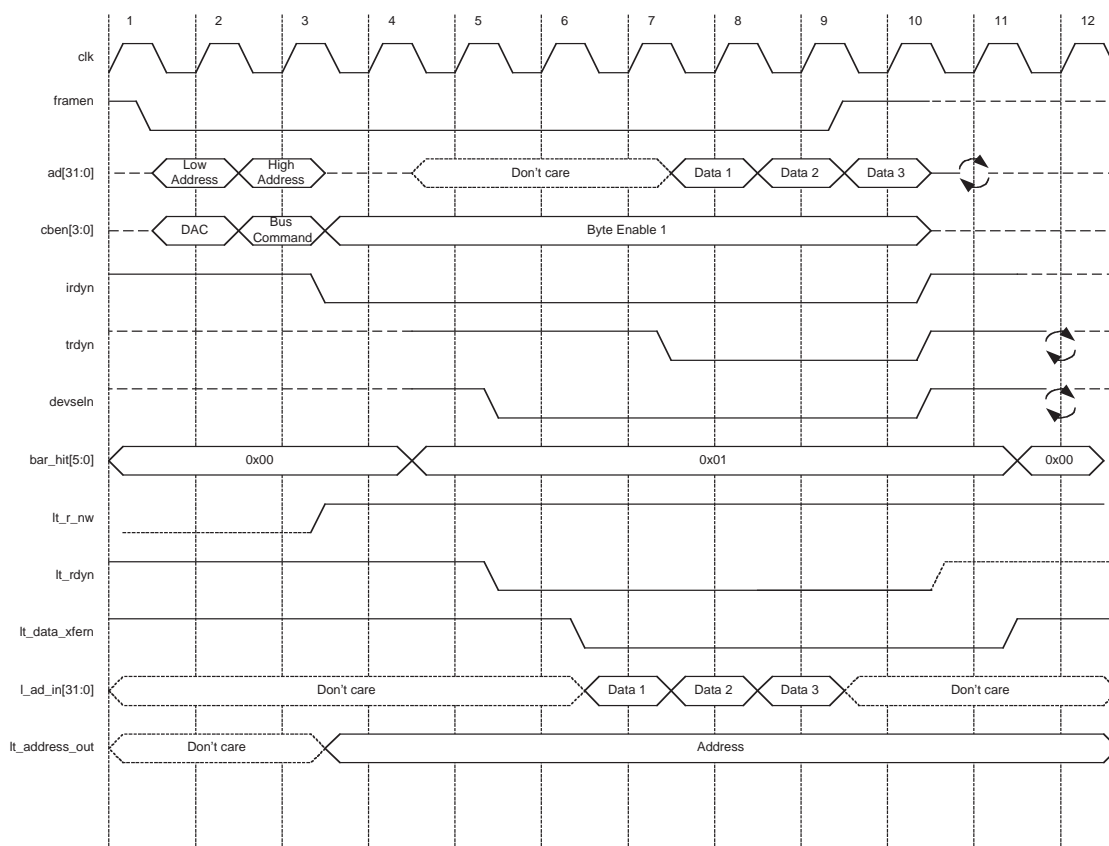 1 2 3 4 5 6 7 8 9 10 11 12
clk
framen
ad[31:0] Low Address High Address Don't care Data 1 Data 2 Data 3
cben[3:0] DAC Bus Command Byte Enable 1
irdyn
trdyn
devseln
bar_hit[5:0] 0x00 0x01 0x00
lt_r_nw
lt_rdyn
lt_data_xfern
l_ad_in[31:0] Don't care Data 1 Data 2 Data 3 Don't care
lt_address_out Don't care Address